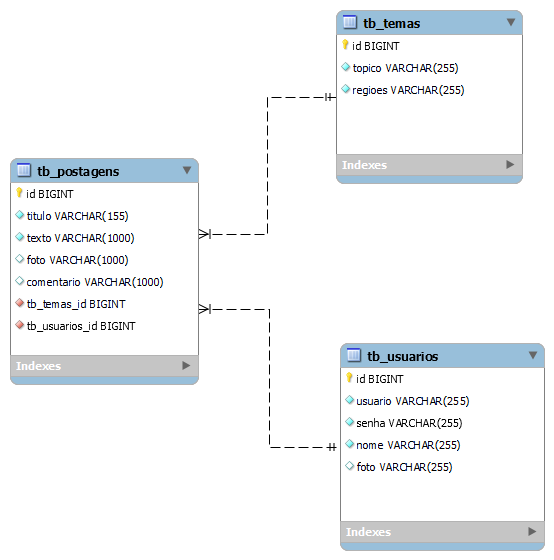 tb_temas
id BIGINT
topico VARCHAR(255)
regioes VARCHAR(255)
Indexes
tb_postagens
id BIGINT
titulo VARCHAR(155)
texto VARCHAR(1000)
foto VARCHAR(1000)
comentario VARCHAR(1000)
tb_temas_id BIGINT
tb_usuarios_id BIGINT
Indexes
tb_usuarios
id BIGINT
usuario VARCHAR(255)
senha VARCHAR(255)
nome VARCHAR(255)
foto VARCHAR(255)
Indexes